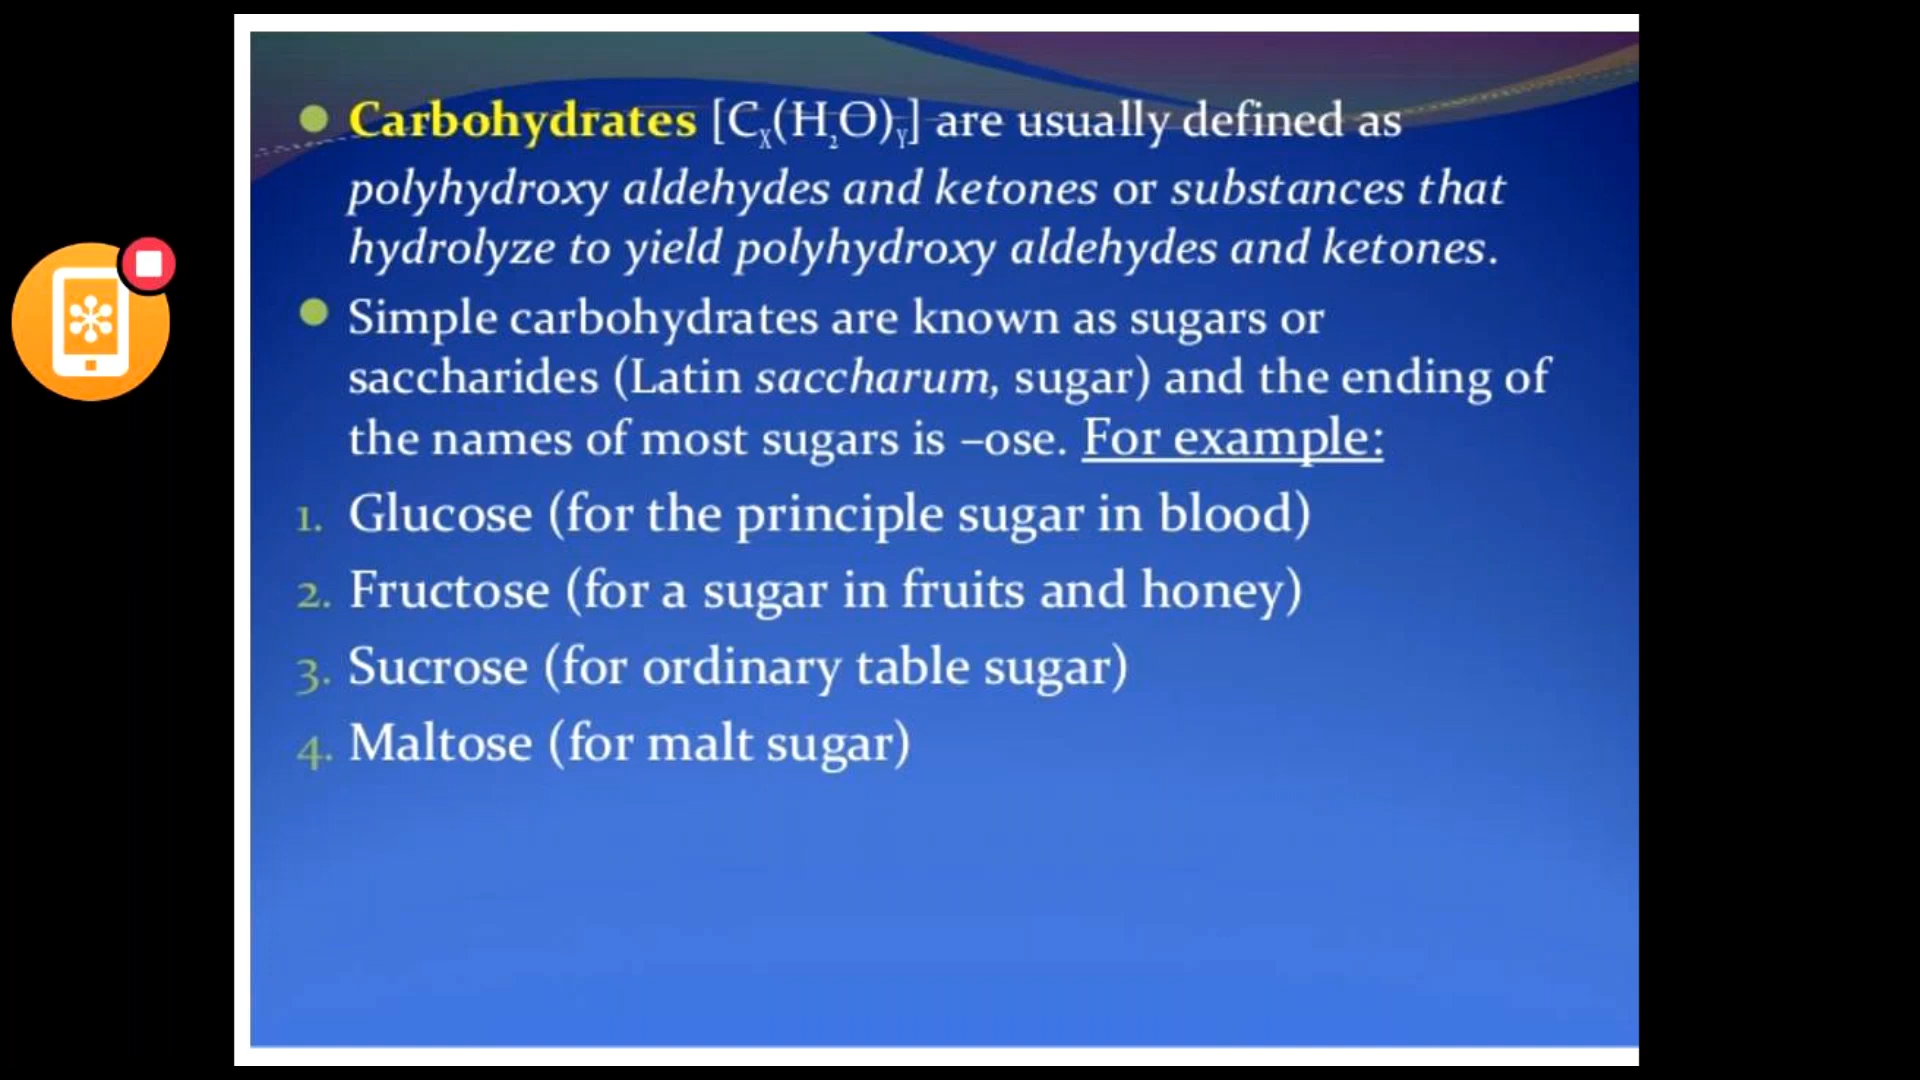 Carbohydrates [Cₓ(H₂O)ᵧ] are usually defined as
polyhydroxy aldehydes and ketones or substances that
hydrolyze to yield polyhydroxy aldehydes and ketones.
Simple carbohydrates are known as sugars or
saccharides (Latin saccharum, sugar) and the ending of
the names of most sugars is –ose. For example:
1. Glucose (for the principle sugar in blood)
2. Fructose (for a sugar in fruits and honey)
3. Sucrose (for ordinary table sugar)
4. Maltose (for malt sugar)